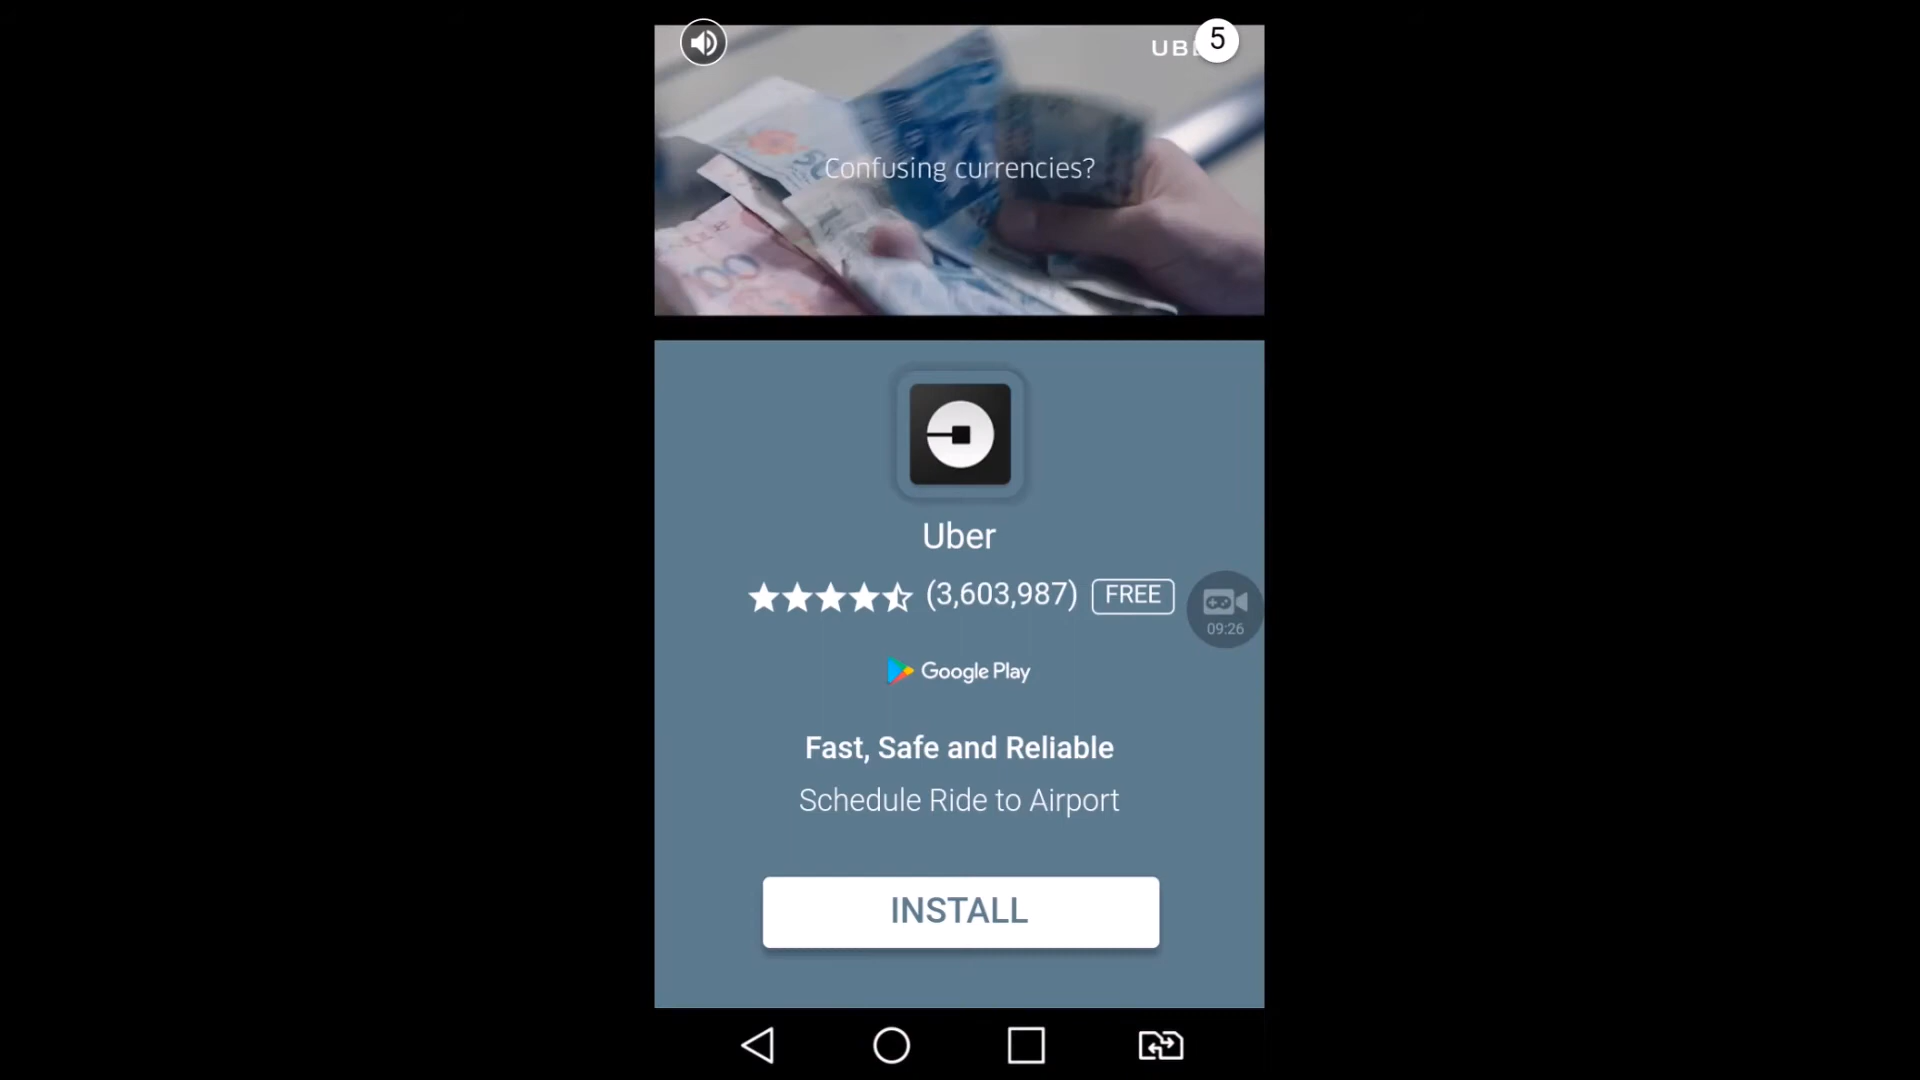 UB
5
Confusing currencies?
100
Uber
(3,603,987) FREE
09:26
Google Play
Fast, Safe and Reliable
Schedule Ride to Airport
INSTALL